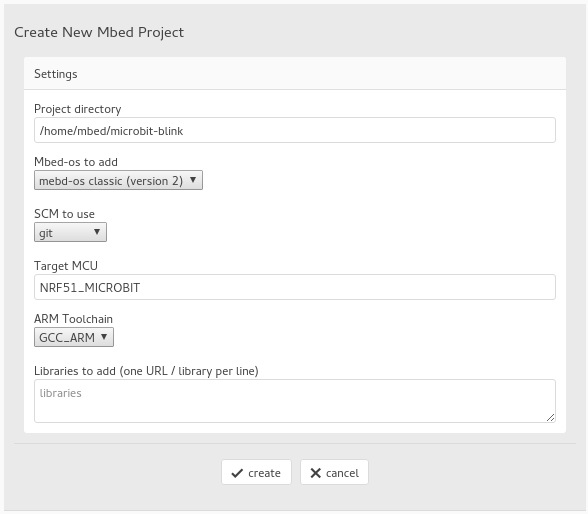 Create New Mbed Project
Settings
Project directory
/home/mbed/microbit-blink
Mbed-os to add
mebd-os classic (version 2)
SCM to use
git
Target MCU
NRF51_MICROBIT
ARM Toolchain
GCC_ARM
Libraries to add (one URL / library per line)
libraries
create cancel